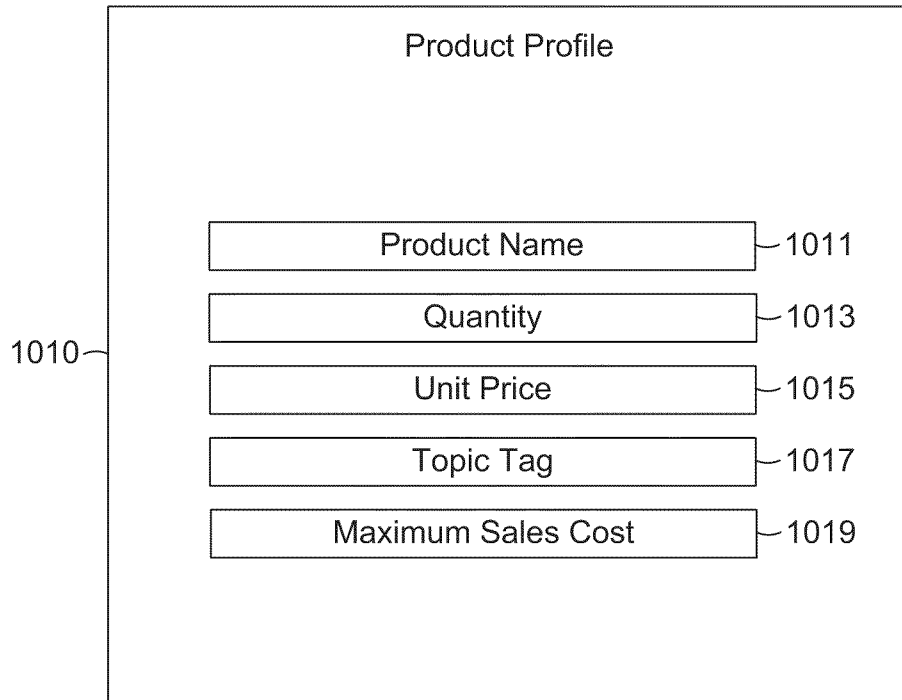 Product Profile
Product Name 1011
Quantity 1013
1010
Unit Price 1015
Topic Tag 1017
Maximum Sales Cost 1019